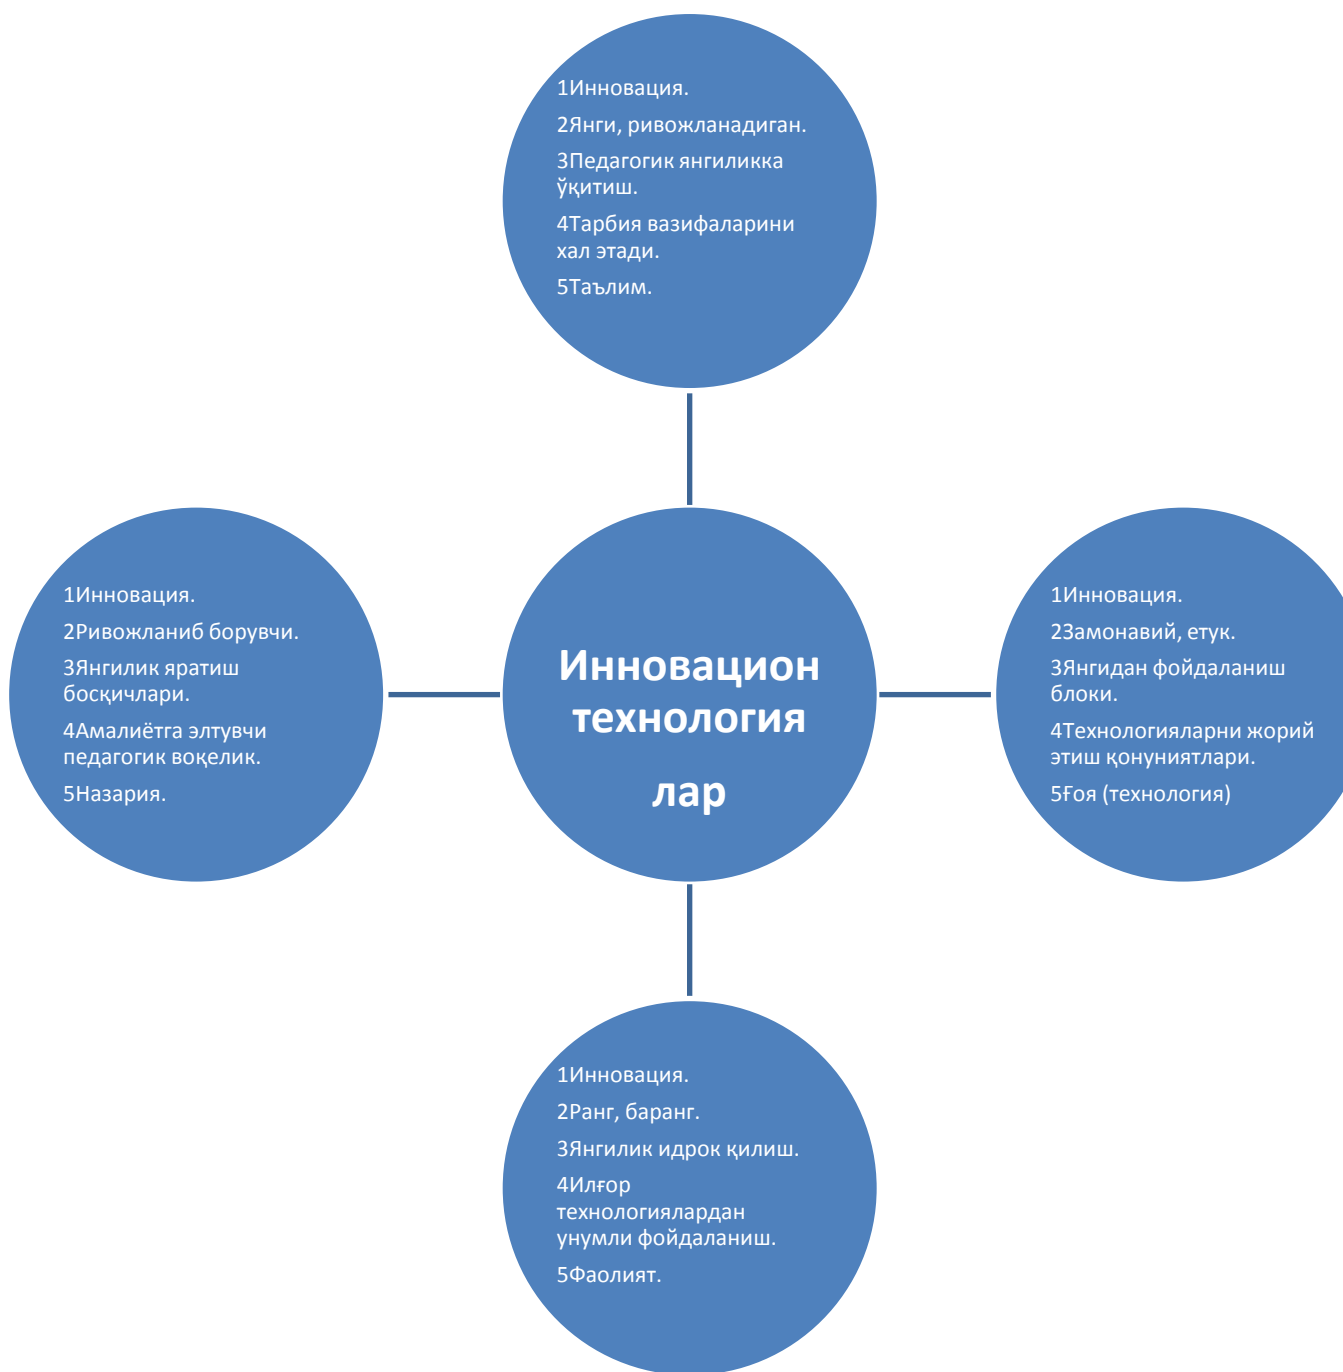 1Инновация.
2Янги, ривожланадиган.
3Педагогик янгиликка
ўқитиш.
4Тарбия вазифаларини
хал этади.
5Таълим.
1Инновация.
2Ривожланиб борувчи.
3Янгилик яратиш
босқичлари.
4Амалиётга элтувчи
педагогик воқелик.
5Назария.
Инновацион
технология
лар
1Инновация.
2Замонавий, етук.
3Янгидан фойдаланиш
блоки.
4Технологияларни жорий
этиш қонуниятлари.
5Ғоя (технология)
1Инновация.
2Ранг, баранг.
3Янгилик идрок қилиш.
4Илғор
технологиялардан
унумли фойдаланиш.
5Фаолият.